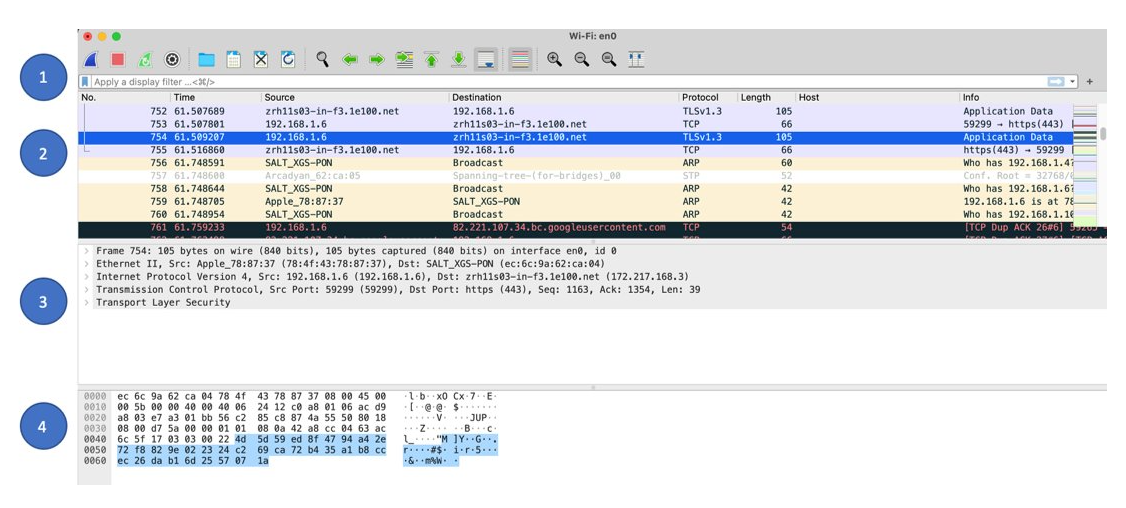 Wi-Fi: en0
1
Apply a display filter ... <⌘/>
+
No. Time Source Destination Protocol Length Host Info
752 61.507689 zrh11s03-in-f3.1e100.net 192.168.1.6 TLSv1.3 105 Application Data
753 61.507801 192.168.1.6 zrh11s03-in-f3.1e100.net TCP 66 59299 → https(443)
2
754 61.509207 192.168.1.6 zrh11s03-in-f3.1e100.net TLSv1.3 105 Application Data
755 61.516860 zrh11s03-in-f3.1e100.net 192.168.1.6 TCP 66 https(443) → 59299
756 61.748591 SALT_XGS-PON Broadcast ARP 60 Who has 192.168.1.4?
757 61.748600 Arcadyan_62:ca:05 Spanning-tree-(for-bridges)_00 STP 52 Conf. Root = 32768/
758 61.748644 SALT_XGS-PON Broadcast ARP 42 Who has 192.168.1.6?
759 61.748705 Apple_78:87:37 SALT_XGS-PON ARP 42 192.168.1.6 is at 78
760 61.748954 SALT_XGS-PON Broadcast ARP 42 Who has 192.168.1.10
761 61.759233 192.168.1.6 82.221.107.34.bc.googleusercontent.com TCP 54 [TCP Dup ACK 26#6]
Frame 754: 105 bytes on wire (840 bits), 105 bytes captured (840 bits) on interface en0, id 0
Ethernet II, Src: Apple_78:87:37 (78:4f:43:78:87:37), Dst: SALT_XGS-PON (ec:6c:9a:62:ca:04)
Internet Protocol Version 4, Src: 192.168.1.6 (192.168.1.6), Dst: zrh11s03-in-f3.1e100.net (172.217.168.3)
3
Transmission Control Protocol, Src Port: 59299 (59299), Dst Port: https (443), Seq: 1163, Ack: 1354, Len: 39
Transport Layer Security
0000 ec 6c 9a 62 ca 04 78 4f 43 78 87 37 08 00 45 00 ·l·b··xO Cx·7··E·
0010 00 5b 00 00 40 00 40 06 24 12 c0 a8 01 06 ac d9 ·[··@·@· $·······
0020 a8 03 e7 a3 01 bb 56 c2 85 c8 87 4a 55 50 80 18 ······V· ···JUP··
4
0030 08 00 d7 5a 00 00 01 01 08 0a 42 a8 cc 04 63 ac ···Z···· ··B···c·
0040 6c 5f 17 03 03 00 22 4d 5d 59 ed 8f 47 94 a4 2e l_····"M ]Y··G··.
0050 72 f8 82 9e 02 23 24 c2 69 ca 72 b4 35 a1 b8 cc r····#$· i·r·5···
0060 ec 26 da b1 6d 25 57 07 1a ·&··m%W· ·